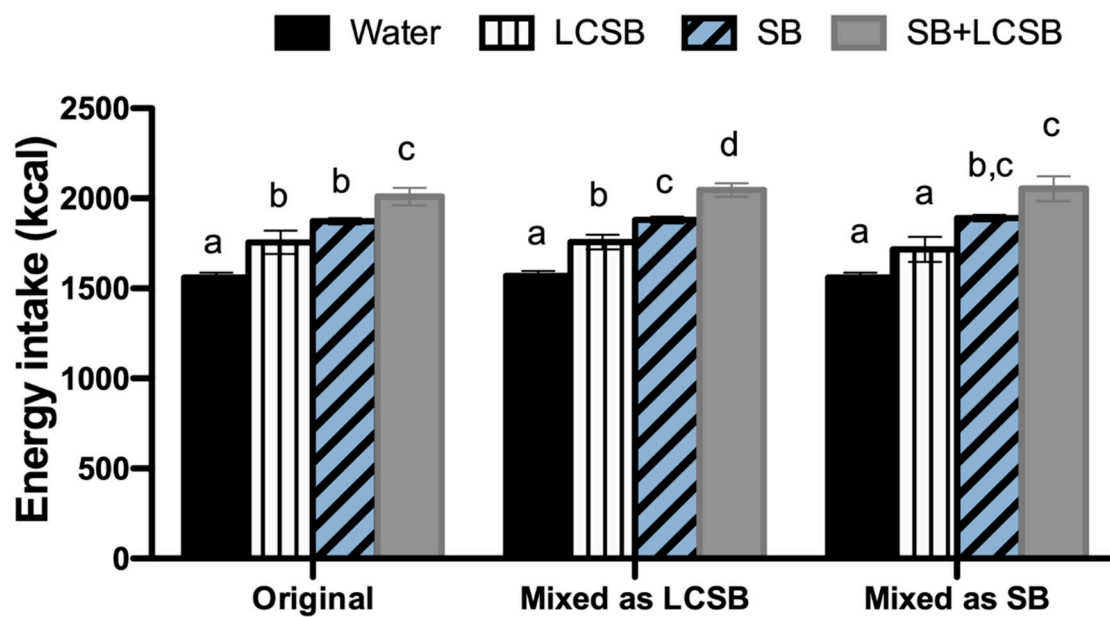 Water LCSB SB SB+LCSB
Energy intake (kcal)
2500
2000
1500
1000
500
0
a b b c
a b c d
a a b,c c
Original Mixed as LCSB Mixed as SB